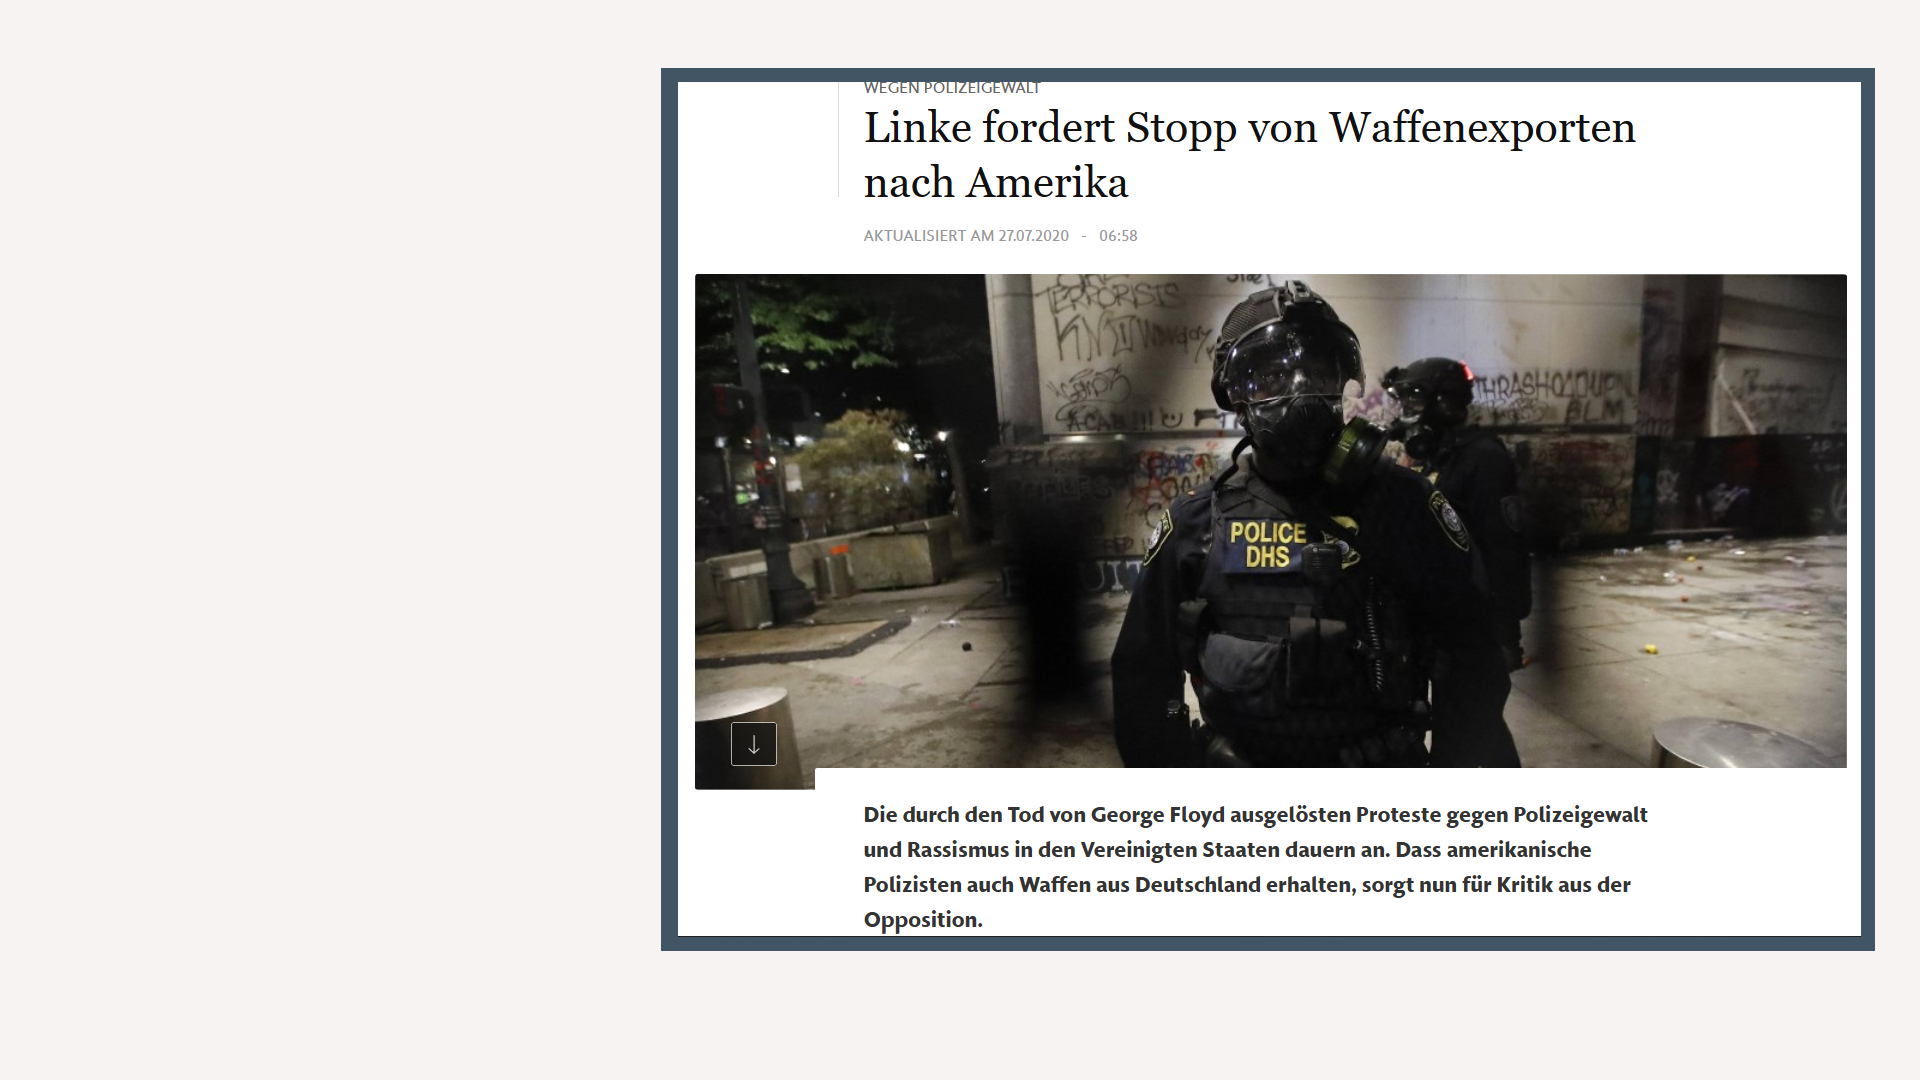 WEGEN POLIZEIGEWALT
Linke fordert Stopp von Waffenexporten
nach Amerika
AKTUALISIERT AM 27.07.2020 - 06:58
TERRORISTS
ACAB!!!
BLM
POLICE
DHS
Die durch den Tod von George Floyd ausgelösten Proteste gegen Polizeigewalt
und Rassismus in den Vereinigten Staaten dauern an. Dass amerikanische
Polizisten auch Waffen aus Deutschland erhalten, sorgt nun für Kritik aus der
Opposition.